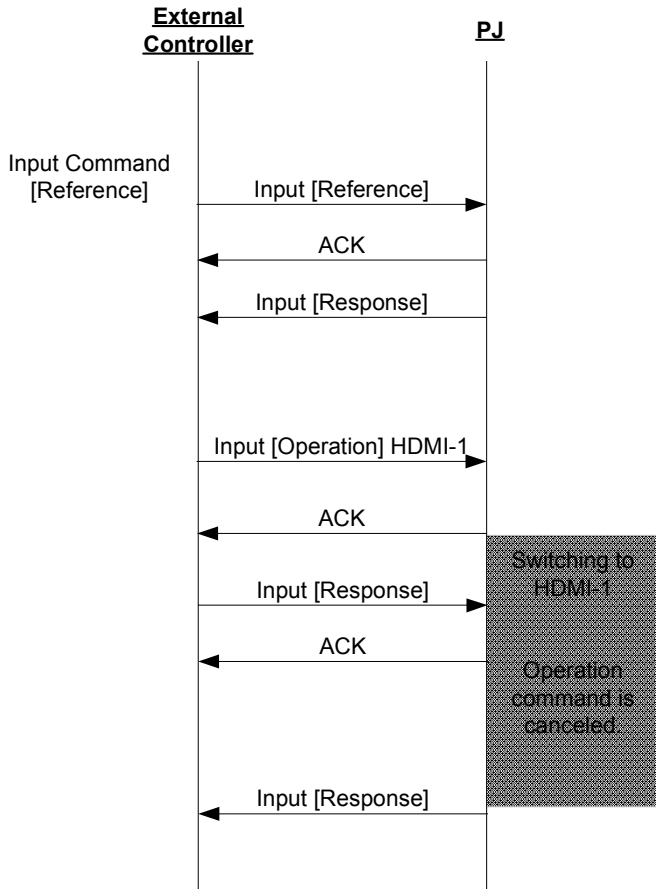 External
Controller
PJ
Input Command
[Reference]
Input [Reference]
ACK
Input [Response]
Input [Operation] HDMI-1
ACK
Switching to
HDMI-1
Input [Response]
ACK
Operation
command is
canceled.
Input [Response]